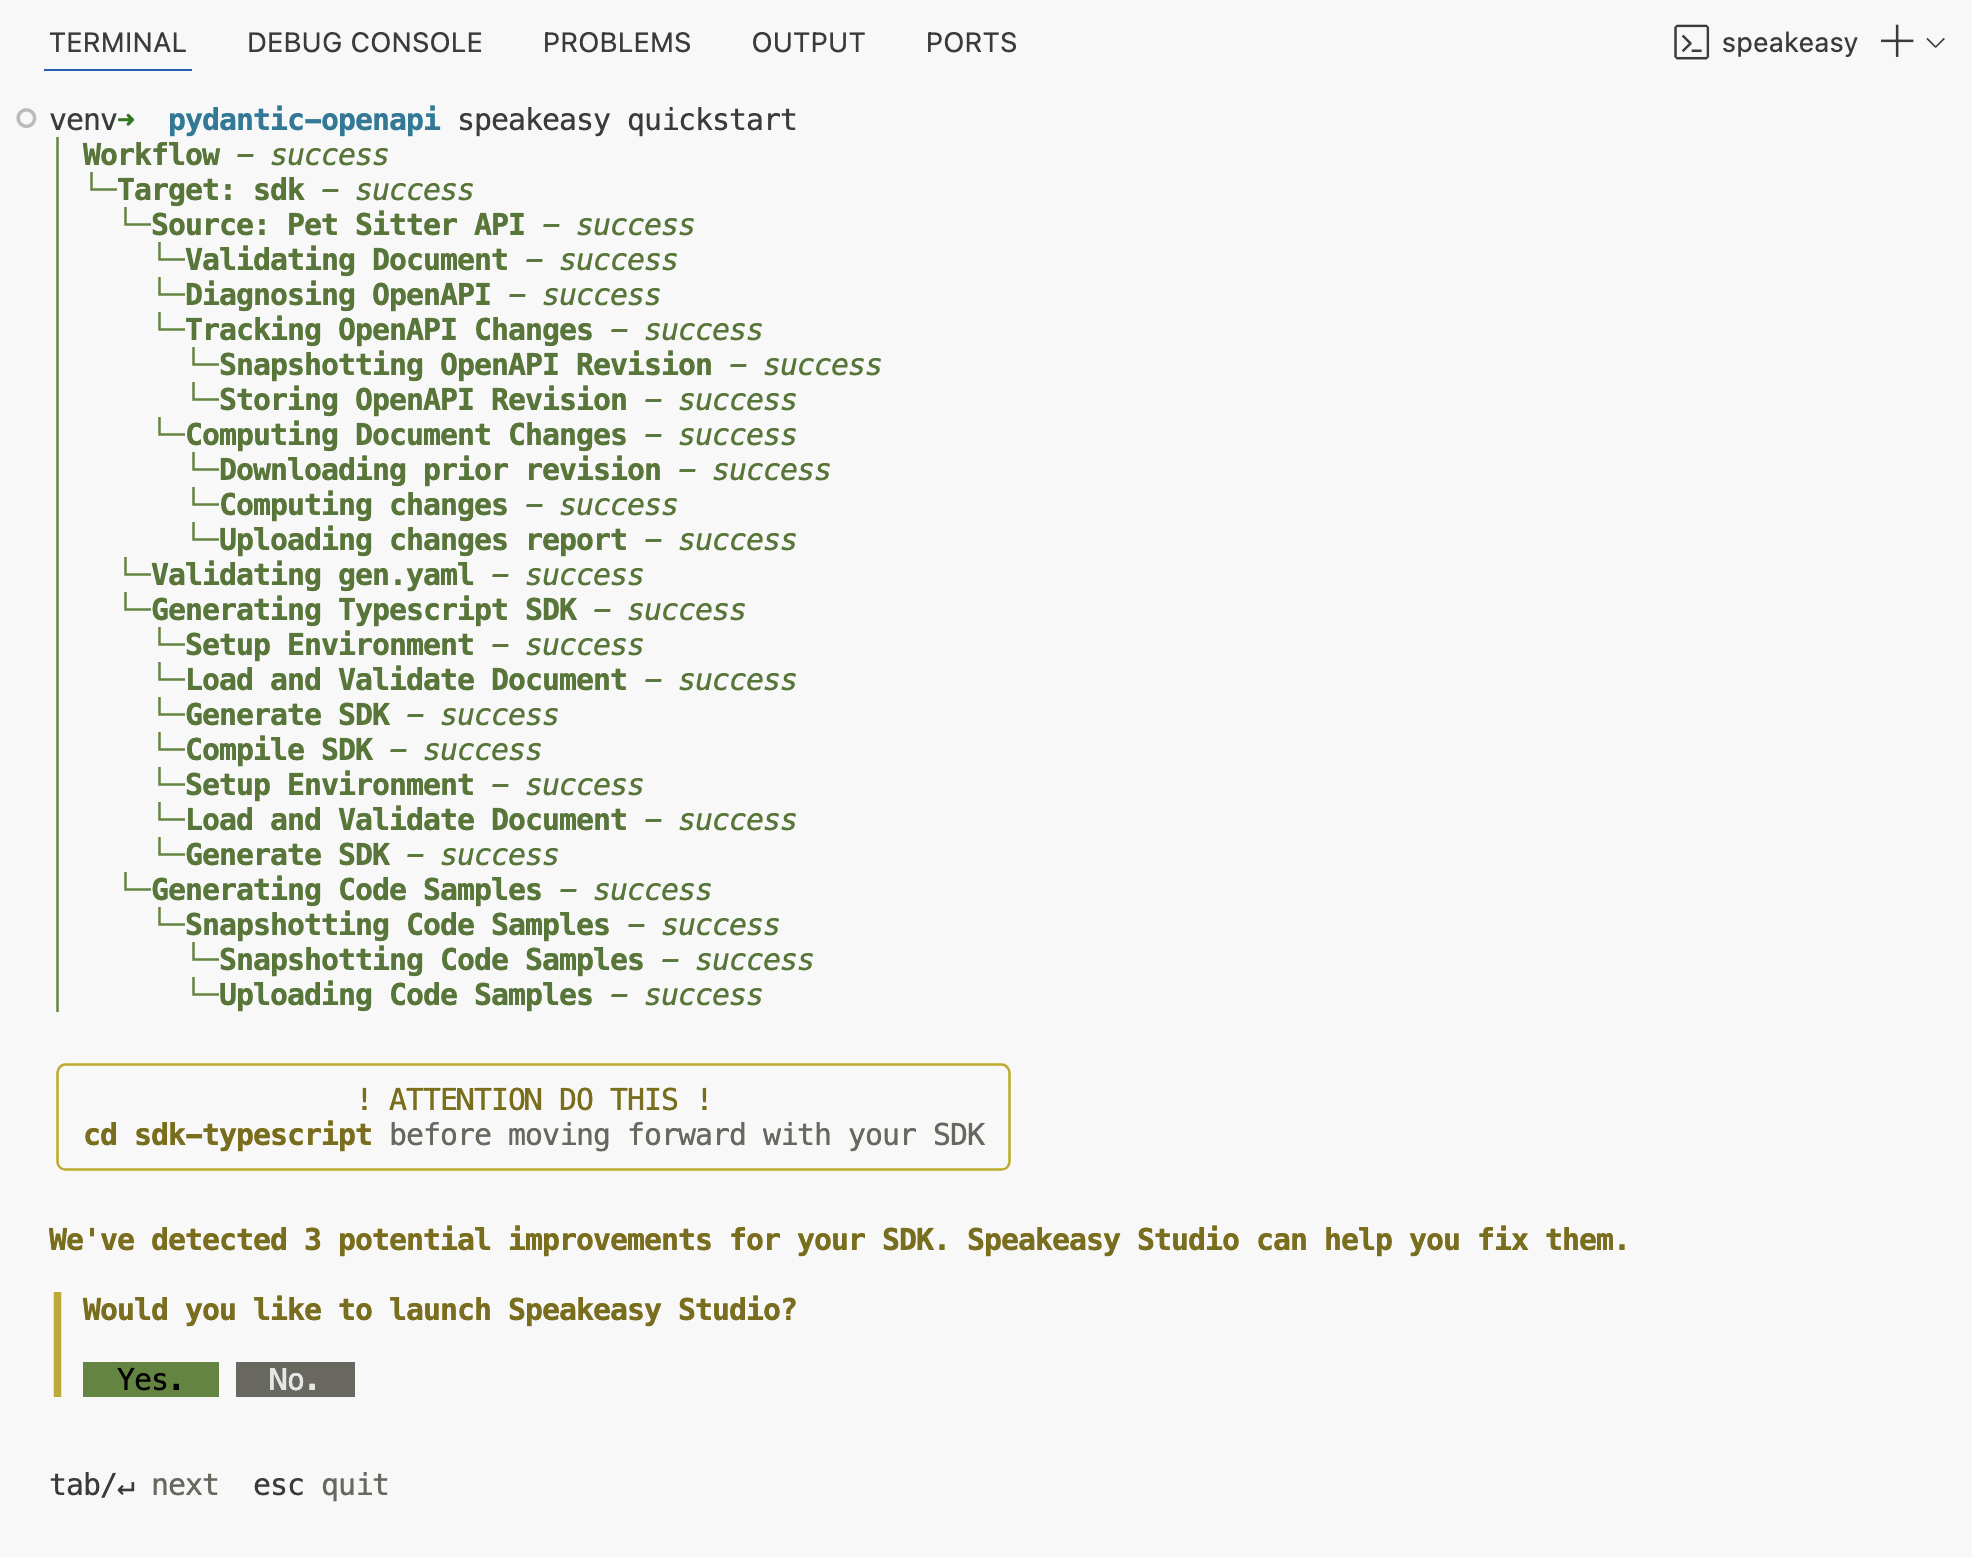 TERMINAL DEBUG CONSOLE PROBLEMS OUTPUT PORTS speakeasy
venv➜ pydantic-openapi speakeasy quickstart
Workflow - success
└─Target: sdk - success
└─Source: Pet Sitter API - success
└─Validating Document - success
└─Diagnosing OpenAPI - success
└─Tracking OpenAPI Changes - success
└─Snapshotting OpenAPI Revision - success
└─Storing OpenAPI Revision - success
└─Computing Document Changes - success
└─Downloading prior revision - success
└─Computing changes - success
└─Uploading changes report - success
└─Validating gen.yaml - success
└─Generating Typescript SDK - success
└─Setup Environment - success
└─Load and Validate Document - success
└─Generate SDK - success
└─Compile SDK - success
└─Setup Environment - success
└─Load and Validate Document - success
└─Generate SDK - success
└─Generating Code Samples - success
└─Snapshotting Code Samples - success
└─Snapshotting Code Samples - success
└─Uploading Code Samples - success
! ATTENTION DO THIS !
cd sdk-typescript before moving forward with your SDK
We've detected 3 potential improvements for your SDK. Speakeasy Studio can help you fix them.
Would you like to launch Speakeasy Studio?
Yes. No.
tab/↵ next esc quit